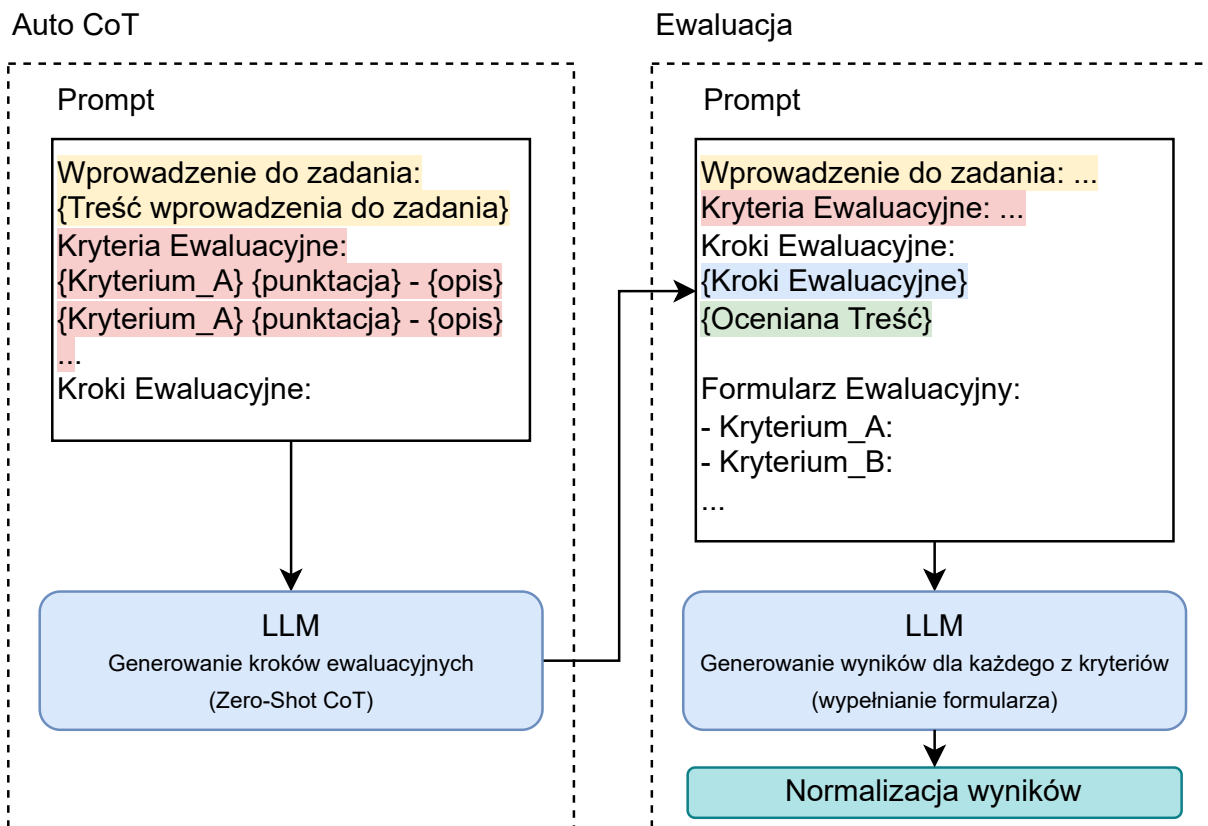 Auto CoT
Prompt
Wprowadzenie do zadania:
{Treść wprowadzenia do zadania}
Kryteria Ewaluacyjne:
{Kryterium_A} {punktacja} - {opis}
{Kryterium_A} {punktacja} - {opis}
...
Kroki Ewaluacyjne:
LLM
Generowanie kroków ewaluacyjnych
(Zero-Shot CoT)
Ewaluacja
Prompt
Wprowadzenie do zadania: ...
Kryteria Ewaluacyjne: ...
Kroki Ewaluacyjne:
{Kroki Ewaluacyjne}
{Oceniana Treść}
Formularz Ewaluacyjny:
- Kryterium_A:
- Kryterium_B:
...
LLM
Generowanie wyników dla każdego z kryteriów
(wypełnianie formularza)
Normalizacja wyników